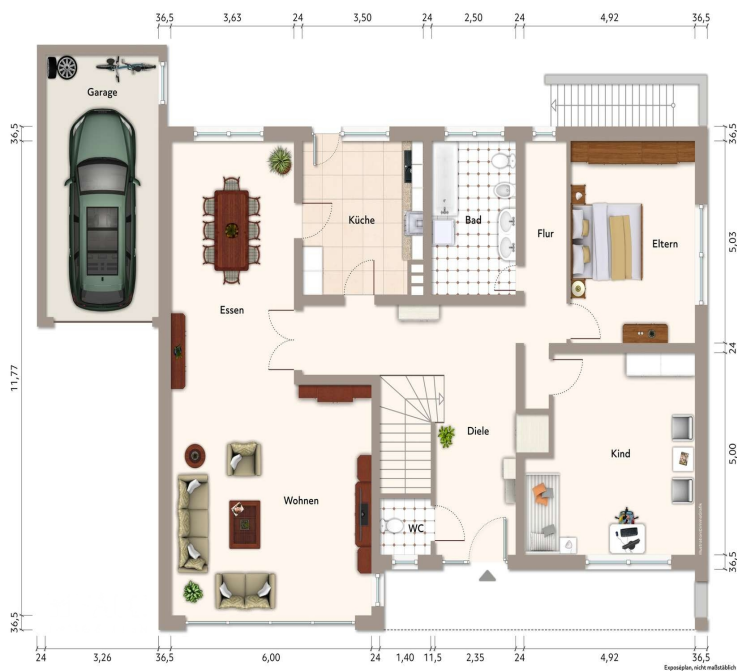 36,5 3,63 24 3,50 24 2,50 24 4,92 36,5
Garage
36,5
36,5
Küche
Bad
Flur
Eltern
5,03
Essen
24
11,77
Diele
Kind
5,00
Wohnen
WC
36,5
36,5
24 3,26 36,5 6,00 24 1,40 11,5 2,35 24 4,92 36,5
Exposéplan, nicht maßstäblich